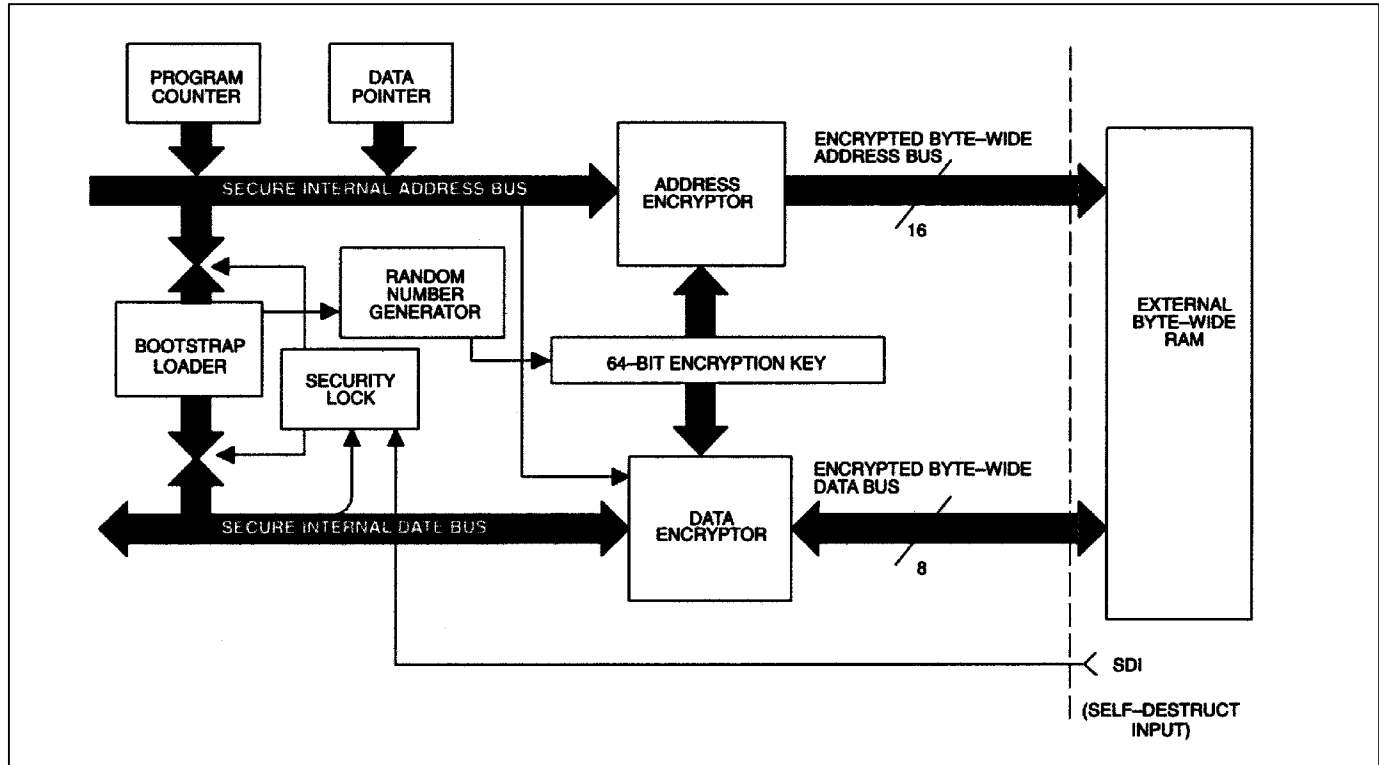 PROGRAM
COUNTER
DATA
POINTER
SECURE INTERNAL ADDRESS BUS
ADDRESS
ENCRYPTOR
ENCRYPTED BYTE–WIDE
ADDRESS BUS
16
EXTERNAL
BYTE–WIDE
RAM
RANDOM
NUMBER
GENERATOR
BOOTSTRAP
LOADER
SECURITY
LOCK
64–BIT ENCRYPTION KEY
SECURE INTERNAL DATE BUS
DATA
ENCRYPTOR
ENCRYPTED BYTE–WIDE
DATA BUS
8
SDI
(SELF–DESTRUCT
INPUT)